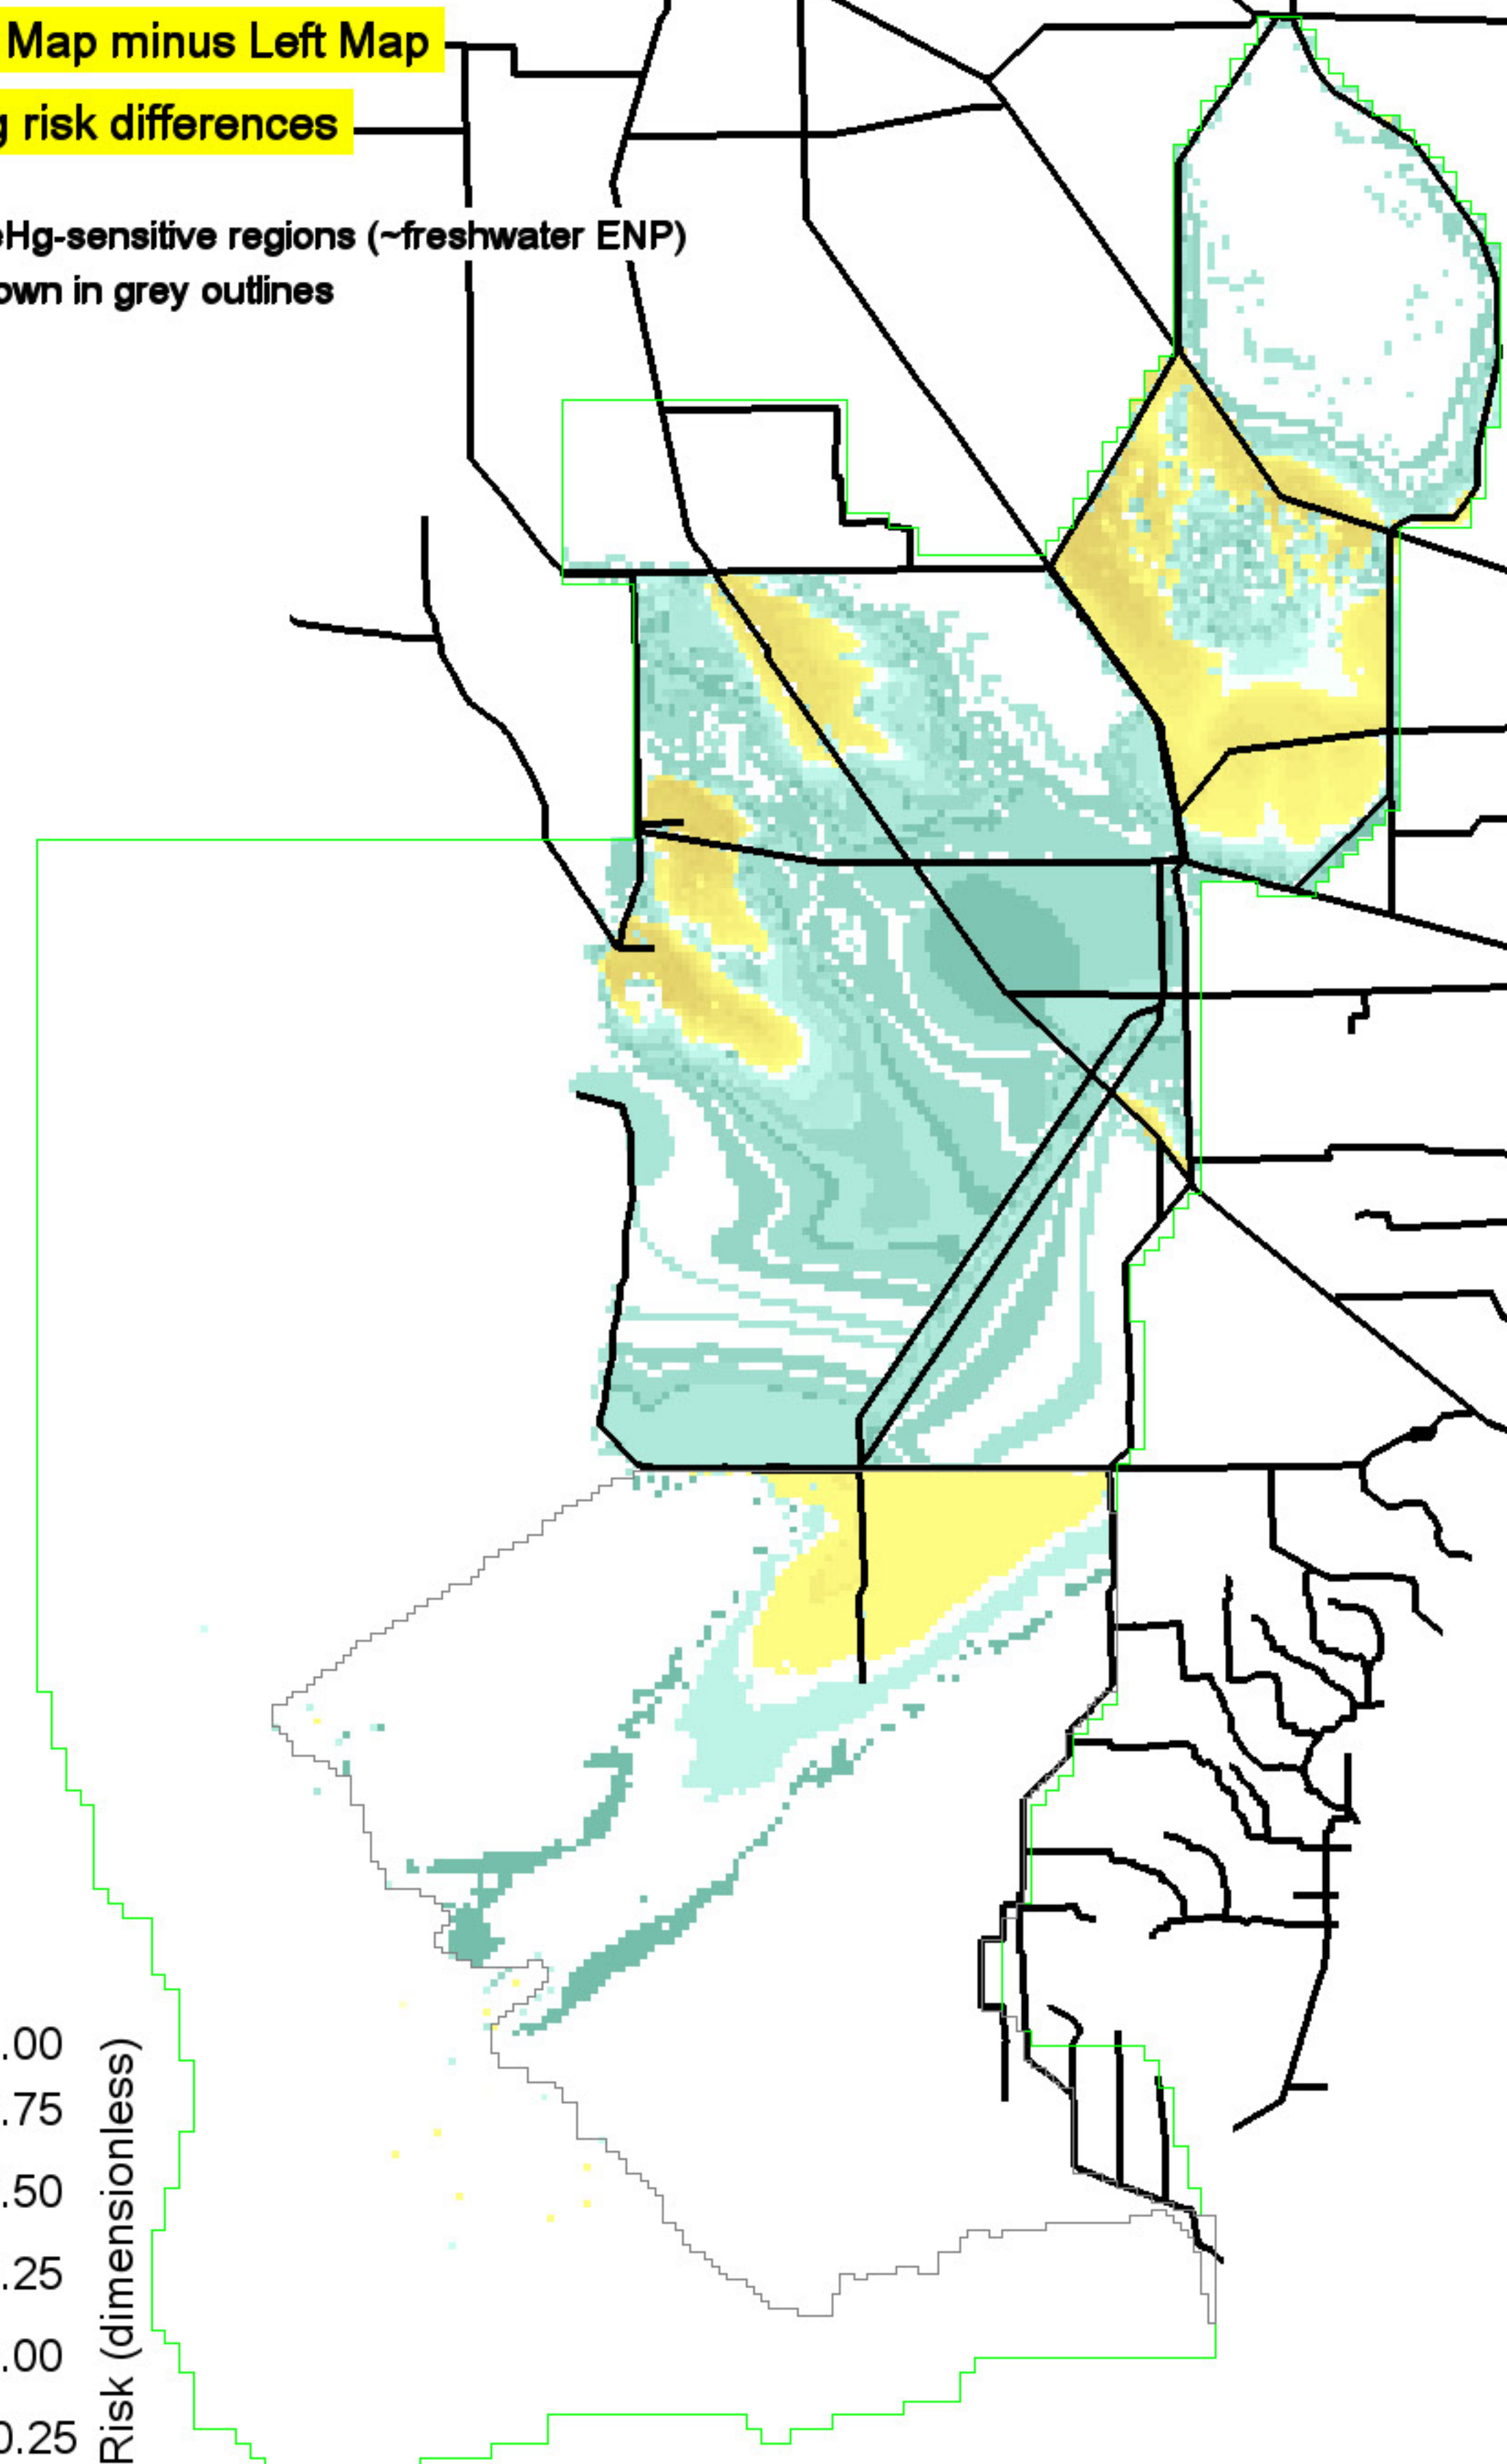 Map minus Left Map
g risk differences
eHg-sensitive regions (~freshwater ENP)
own in grey outlines
.00
.75
.50
.25
.00
0.25
Risk (dimensionless)